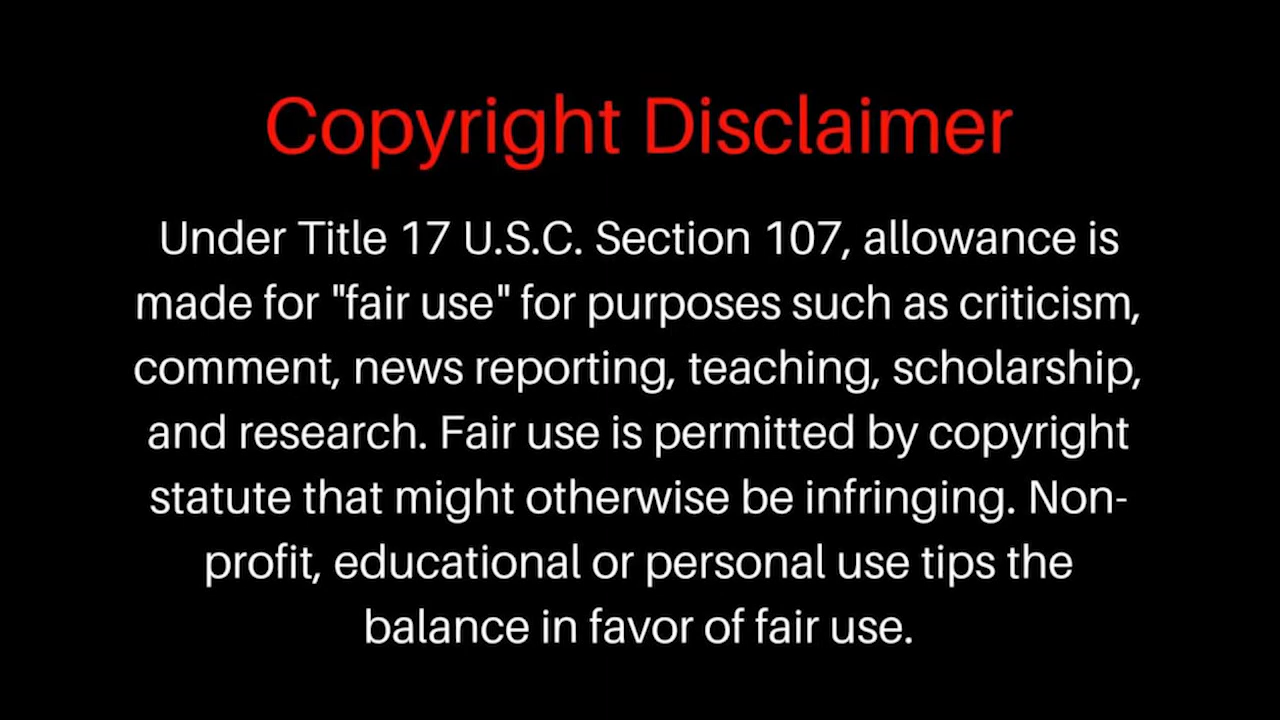 Copyright Disclaimer
Under Title 17 U.S.C. Section 107, allowance is
made for "fair use" for purposes such as criticism,
comment, news reporting, teaching, scholarship,
and research. Fair use is permitted by copyright
statute that might otherwise be infringing. Non-
profit, educational or personal use tips the
balance in favor of fair use.